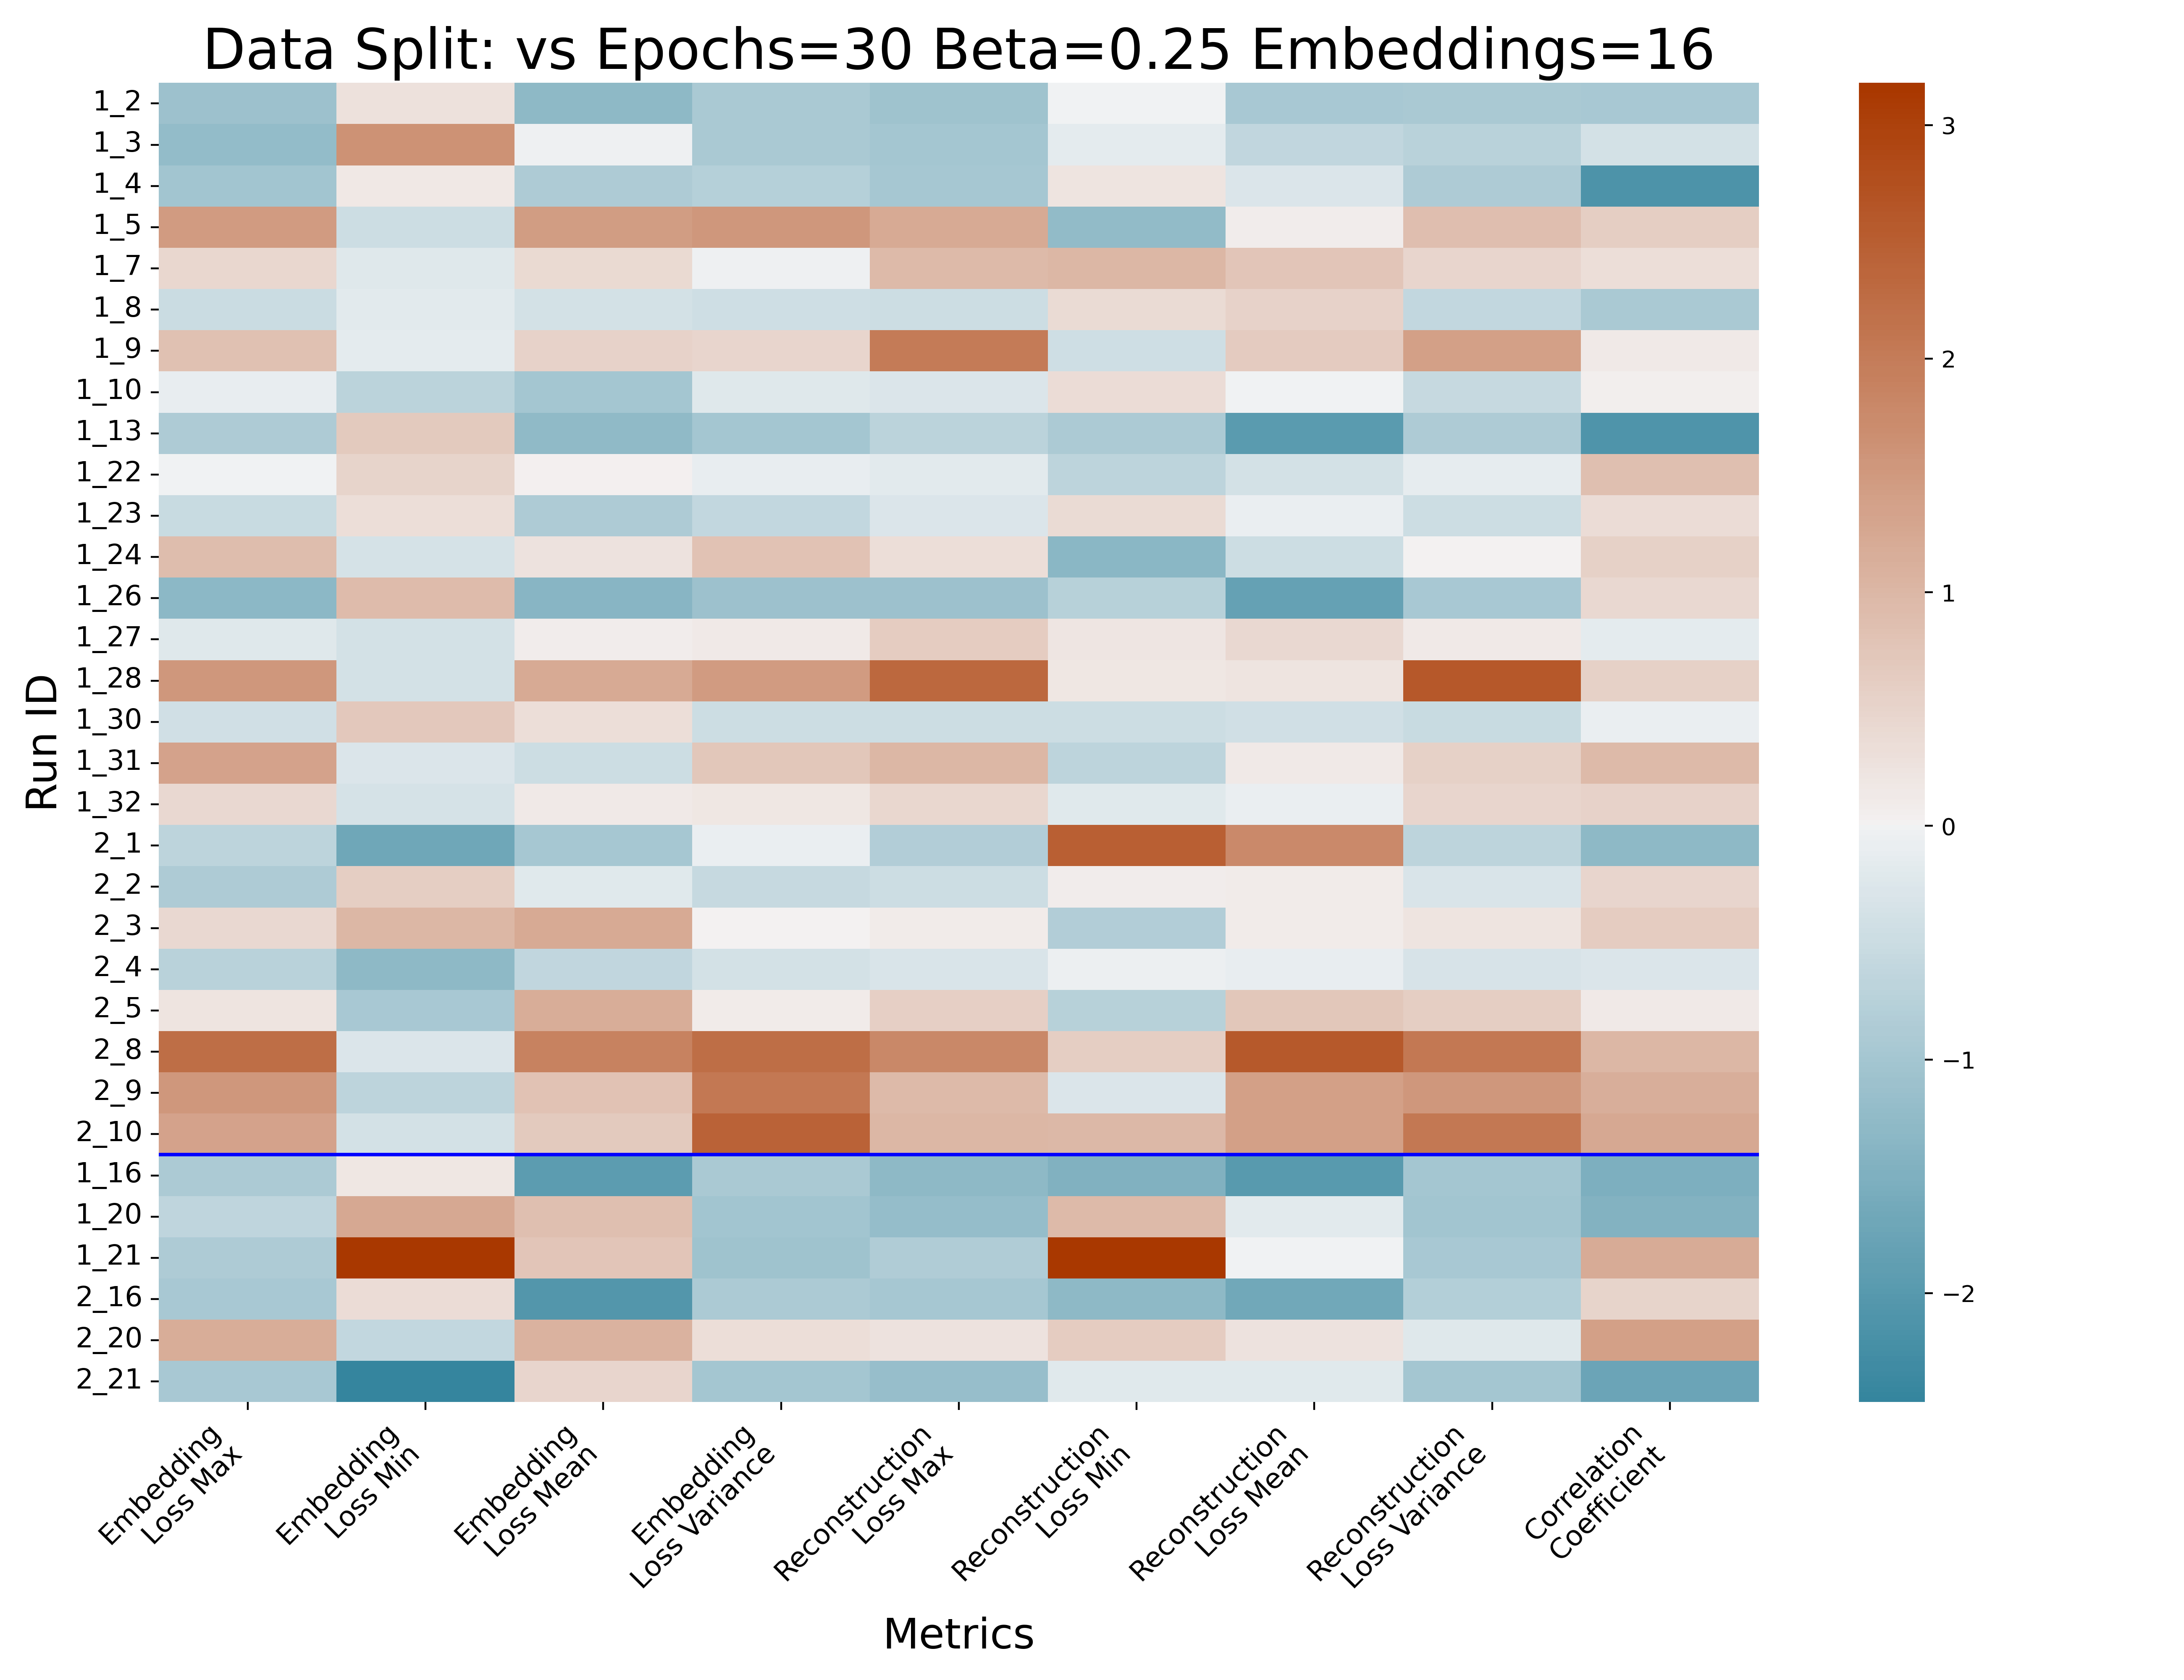 Data Split: vs Epochs=30 Beta=0.25 Embeddings=16
Run ID
1_2
1_3
1_4
1_5
1_7
1_8
1_9
1_10
1_13
1_22
1_23
1_24
1_26
1_27
1_28
1_30
1_31
1_32
2_1
2_2
2_3
2_4
2_5
2_8
2_9
2_10
1_16
1_20
1_21
2_16
2_20
2_21
Embedding
Loss Max
Embedding
Loss Min
Embedding
Loss Mean
Embedding
Loss Variance
Reconstruction
Loss Max
Reconstruction
Loss Min
Reconstruction
Loss Mean
Reconstruction
Loss Variance
Correlation
Coefficient
Metrics
3
2
1
0
−1
−2